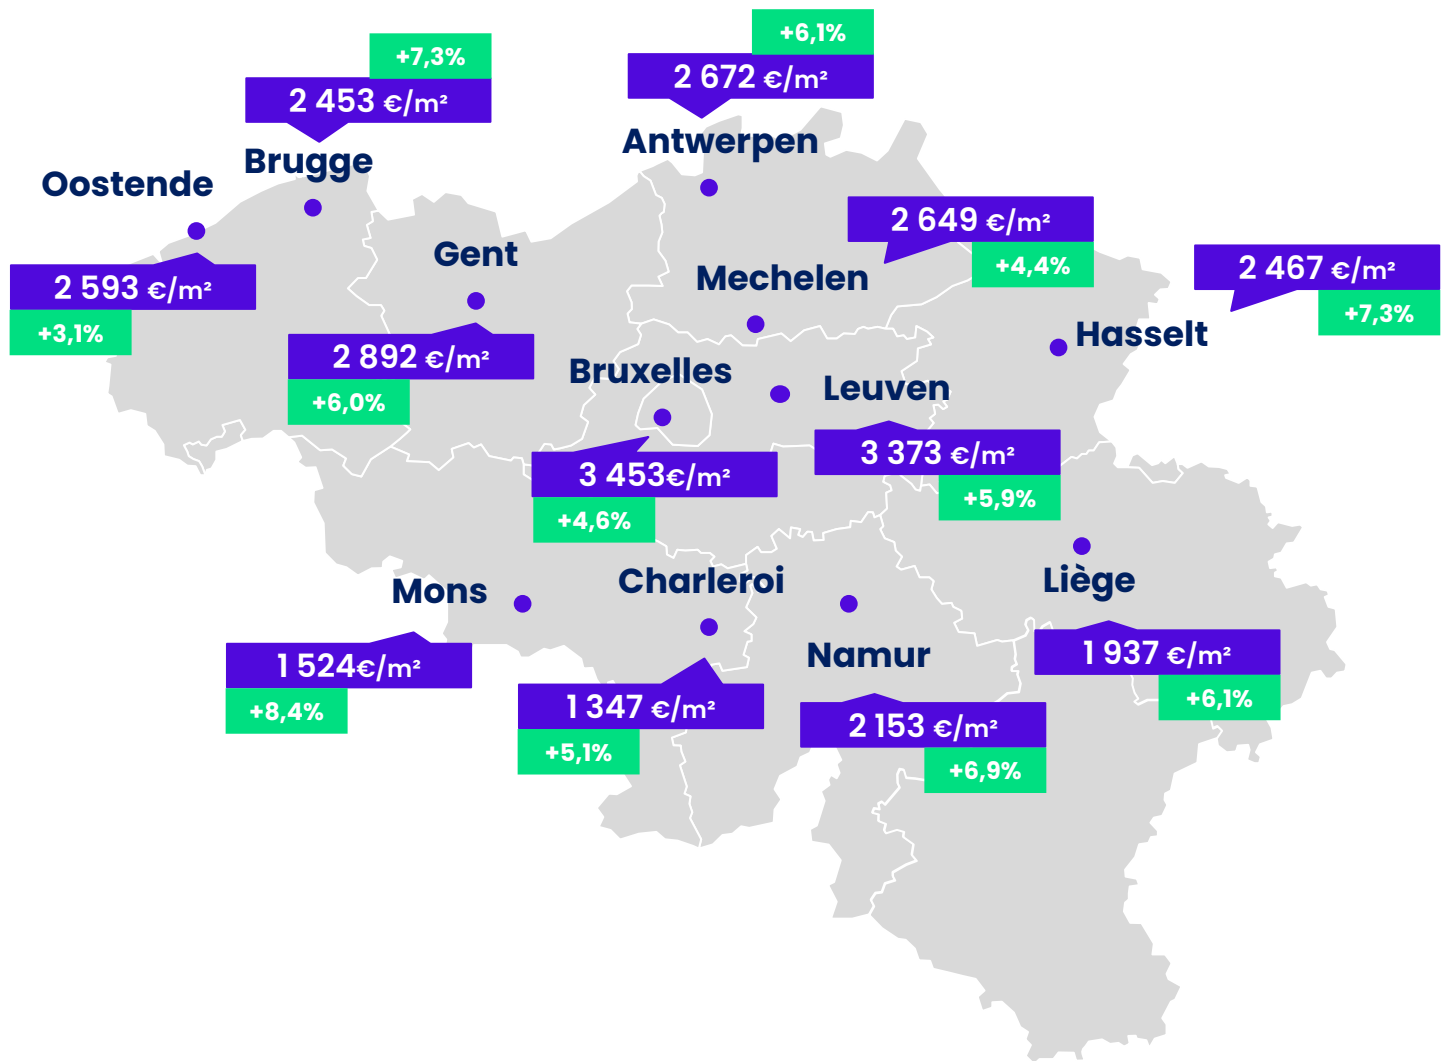 +7,3%
2 453 €/m²
Brugge
+6,1%
2 672 €/m²
Antwerpen
Oostende
2 593 €/m²
+3,1%
Gent
2 892 €/m²
+6,0%
2 649 €/m²
+4,4%
Mechelen
2 467 €/m²
+7,3%
Hasselt
Bruxelles
3 453€/m²
+4,6%
Leuven
3 373 €/m²
+5,9%
Mons
1 524€/m²
+8,4%
Charleroi
1 347 €/m²
+5,1%
Namur
2 153 €/m²
+6,9%
Liège
1 937 €/m²
+6,1%